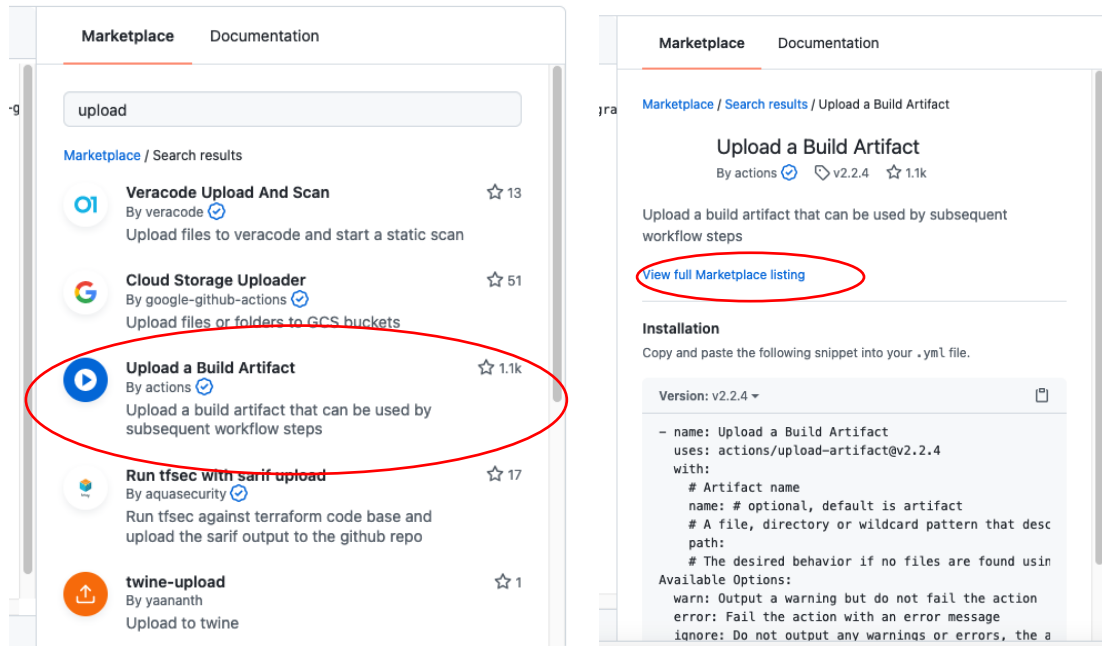 Marketplace
Documentation
upload
Marketplace / Search results
Veracode Upload And Scan
13
By veracode
Upload files to veracode and start a static scan
Cloud Storage Uploader
51
By google-github-actions
Upload files or folders to GCS buckets
Upload a Build Artifact
1.1k
By actions
Upload a build artifact that can be used by
subsequent workflow steps
Run tfsec with sarif upload
17
By aquasecurity
Run tfsec against terraform code base and
upload the sarif output to the github repo
twine-upload
1
By yaananth
Upload to twine
Marketplace
Documentation
Marketplace / Search results / Upload a Build Artifact
Upload a Build Artifact
By actions v2.2.4 1.1k
Upload a build artifact that can be used by subsequent
workflow steps
View full Marketplace listing
Installation
Copy and paste the following snippet into your .yml file.
Version: v2.2.4
- name: Upload a Build Artifact
uses: actions/upload-artifact@v2.2.4
with:
# Artifact name
name: # optional, default is artifact
# A file, directory or wildcard pattern that desc
path:
# The desired behavior if no files are found usin
Available Options:
warn: Output a warning but do not fail the action
error: Fail the action with an error message
ignore: Do not output any warnings or errors, the a